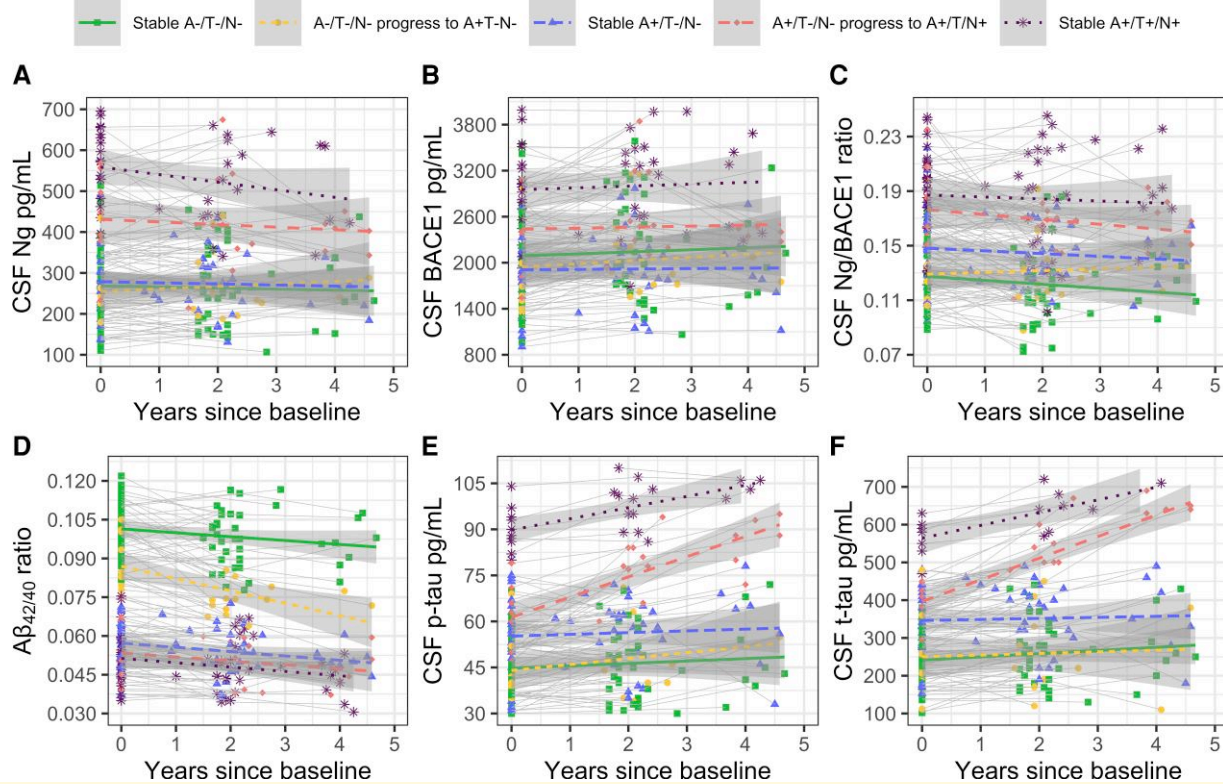 Stable A-/T-/N- A-/T-/N- progress to A+T-N- Stable A+/T-/N- A+/T-/N- progress to A+/T/N+ Stable A+/T+/N+
A B C
CSF Ng pg/mL
700
600
500
400
300
200
100
0 1 2 3 4 5
Years since baseline
CSF BACE1 pg/mL
3800
3200
2600
2000
1400
800
0 1 2 3 4 5
Years since baseline
CSF Ng/BACE1 ratio
0.23
0.19
0.15
0.11
0.07
0 1 2 3 4 5
Years since baseline
D E F
Aβ42/40 ratio
0.120
0.105
0.090
0.075
0.060
0.045
0.030
0 1 2 3 4 5
Years since baseline
CSF p-tau pg/mL
105
90
75
60
45
30
0 1 2 3 4 5
Years since baseline
CSF t-tau pg/mL
700
600
500
400
300
200
100
0 1 2 3 4 5
Years since baseline